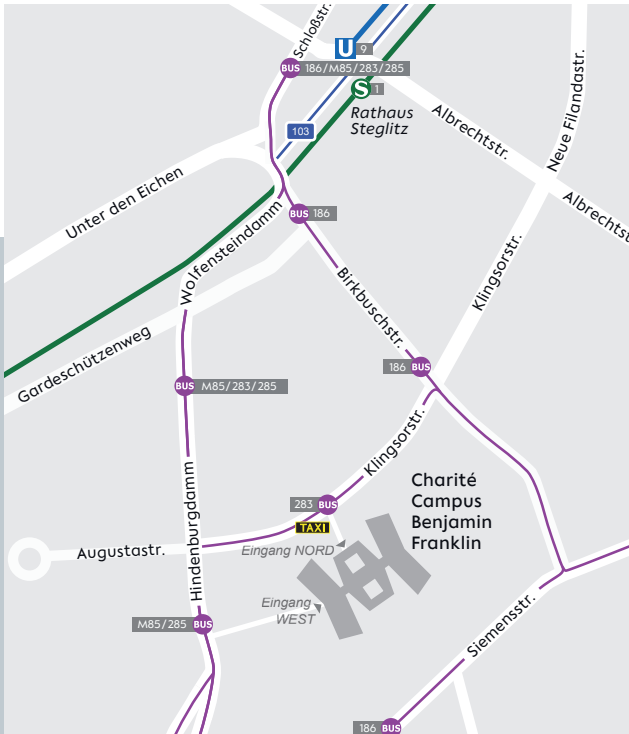 Schloßstr.
U 9
BUS 186/M85/283/285
S 1
Rathaus
Steglitz
103
Albrechtstr.
Neue Filandastr.
Unter den Eichen
Albrechtst
BUS 186
Wolfensteindamm
Klingsorstr.
Birkbuschstr.
Gardeschützenweg
186 BUS
BUS M85/283/285
Klingsorstr.
Hindenburgdamm
Charité
Campus
Benjamin
Franklin
283 BUS
TAXI
Augustastr.
Eingang NORD
Eingang
WEST
M85/285 BUS
Siemensstr.
186 BUS